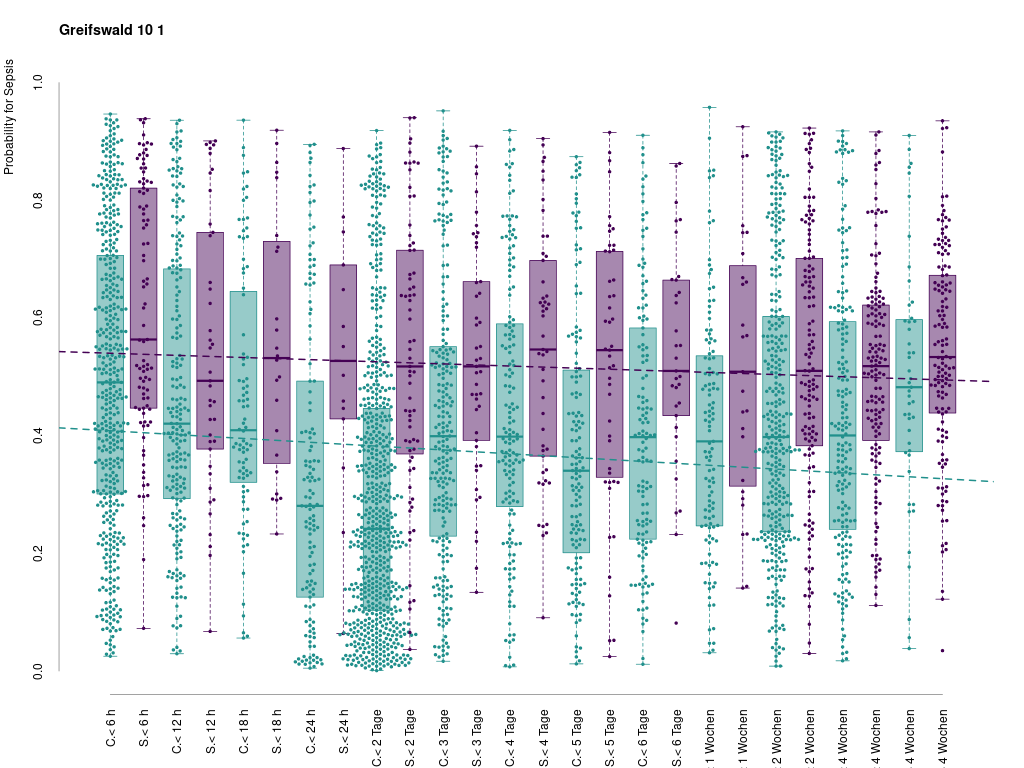 Greifswald 10 1
Probability for Sepsis
1.0
0.8
0.6
0.4
0.2
0.0
C.< 6 h
S.< 6 h
C.< 12 h
S.< 12 h
C.< 18 h
S.< 18 h
C.< 24 h
S.< 24 h
C.< 2 Tage
S.< 2 Tage
C.< 3 Tage
S.< 3 Tage
C.< 4 Tage
S.< 4 Tage
C.< 5 Tage
S.< 5 Tage
C.< 6 Tage
S.< 6 Tage
1 Wochen
1 Wochen
2 Wochen
2 Wochen
4 Wochen
4 Wochen
4 Wochen
4 Wochen